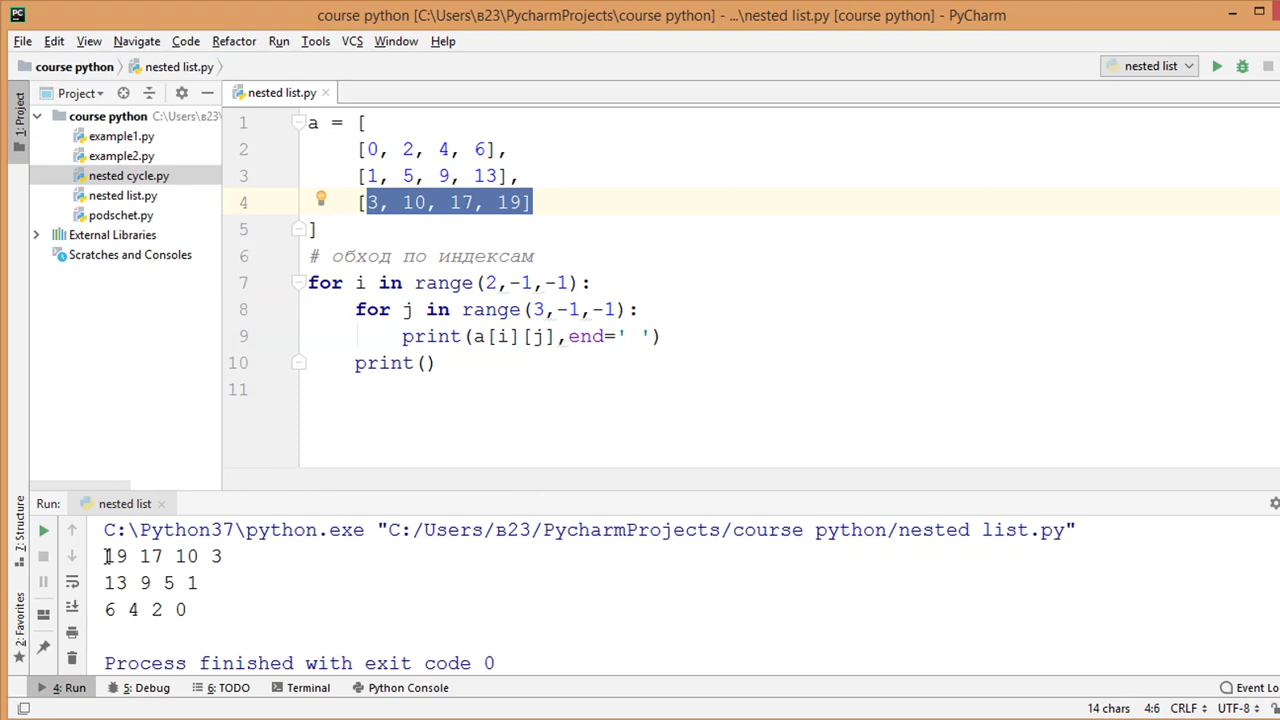 course python [C:\Users\в23\PycharmProjects\course python] - ...\nested list.py [course python] - PyCharm
File Edit View Navigate Code Refactor Run Tools VCS Window Help
course python nested list.py nested list
1: Project
Project nested list.py
course python C:\Users\в23\
example1.py
example2.py
nested cycle.py
nested list.py
podschet.py
External Libraries
Scratches and Consoles
1 a = [
2 [0, 2, 4, 6],
3 [1, 5, 9, 13],
4 [3, 10, 17, 19]
5 ]
6 # обход по индексам
7 for i in range(2,-1,-1):
8 for j in range(3,-1,-1):
9 print(a[i][j],end=' ')
10 print()
11
Run: nested list
C:\Python37\python.exe "C:/Users/в23/PycharmProjects/course python/nested list.py"
19 17 10 3
13 9 5 1
6 4 2 0
Process finished with exit code 0
7: Structure
2: Favorites
4: Run 5: Debug 6: TODO Terminal Python Console Event Lo
14 chars 4:6 CRLF UTF-8